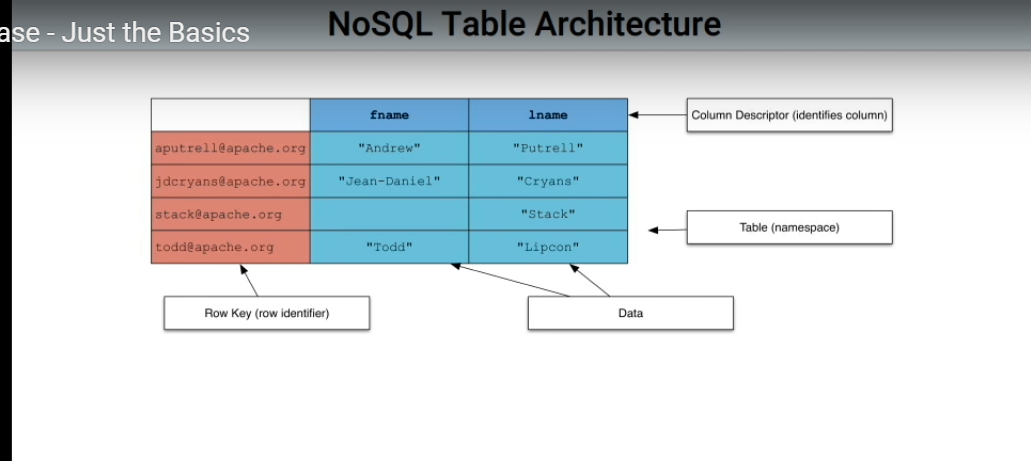 NoSQL Table Architecture
ase - Just the Basics
fname lname
Column Descriptor (identifies column)
aputrell@apache.org "Andrew" "Putrell"
jdcryans@apache.org "Jean-Daniel" "Cryans"
stack@apache.org "Stack"
Table (namespace)
todd@apache.org "Todd" "Lipcon"
Row Key (row identifier)
Data